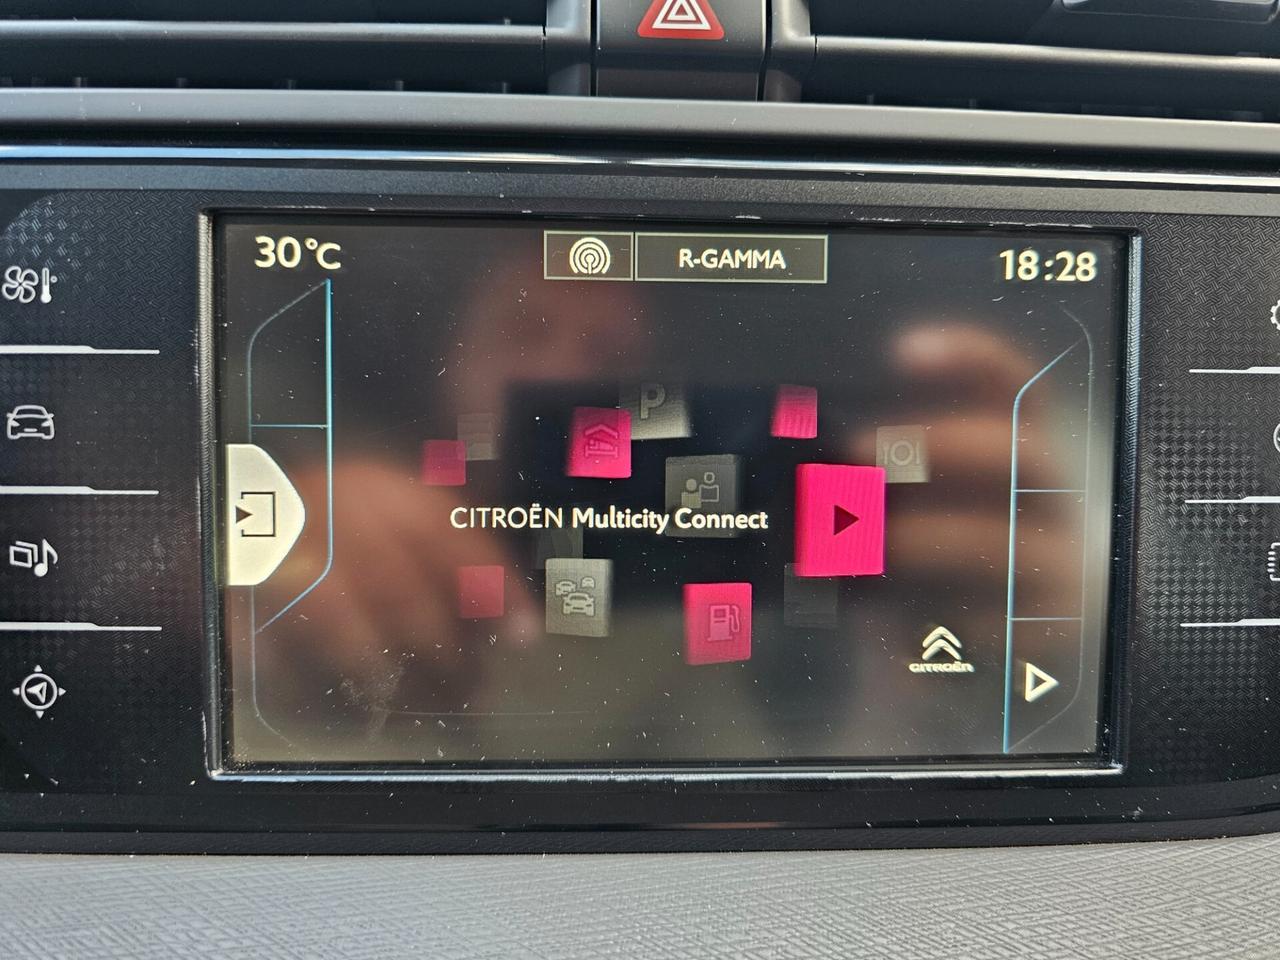 30°C
R-GAMMA
18:28
P
CITROËN Multicity Connect
CITROËN